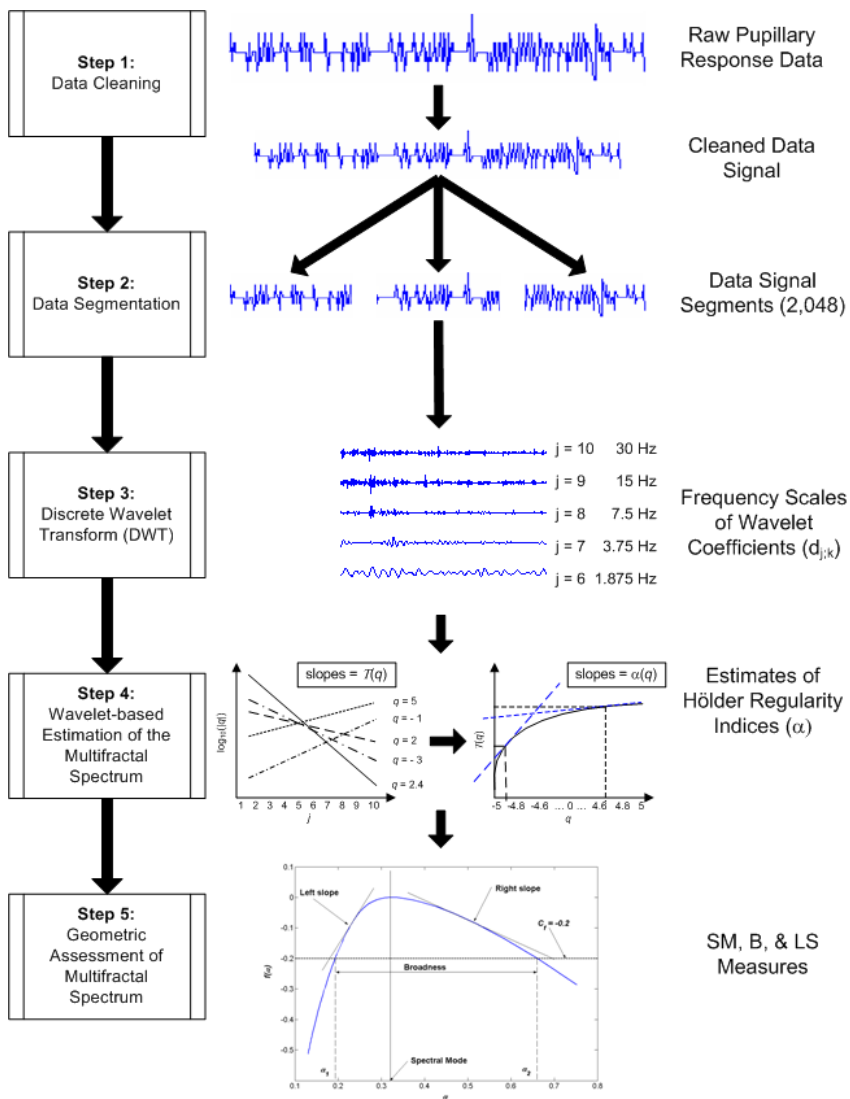 Step 1:
Data Cleaning
Raw Pupillary
Response Data
Cleaned Data
Signal
Step 2:
Data Segmentation
Data Signal
Segments (2,048)
Step 3:
Discrete Wavelet
Transform (DWT)
j = 10 30 Hz
j = 9 15 Hz
j = 8 7.5 Hz
j = 7 3.75 Hz
j = 6 1.875 Hz
Frequency Scales
of Wavelet
Coefficients (dj;k)
Step 4:
Wavelet-based
Estimation of the
Multifractal
Spectrum
slopes = T(q)
log10(|q|)
q = 5
q = - 1
q = 2
q = - 3
q = 2.4
1 2 3 4 5 6 7 8 9 10
j
slopes = α(q)
T(q)
-5 -4.8 -4.6 ... 0 ... 4.6 4.8 5
q
Estimates of
Hölder Regularity
Indices (α)
Step 5:
Geometric
Assessment of
Multifractal
Spectrum
0.1
0
-0.1
-0.2
-0.3
-0.4
-0.5
f(α)
Left slope
Right slope
Cf = -0.2
Broadness
Spectral Mode
α1
α2
0.1 0.2 0.3 0.4 0.5 0.6 0.7 0.8
α
SM, B, & LS
Measures